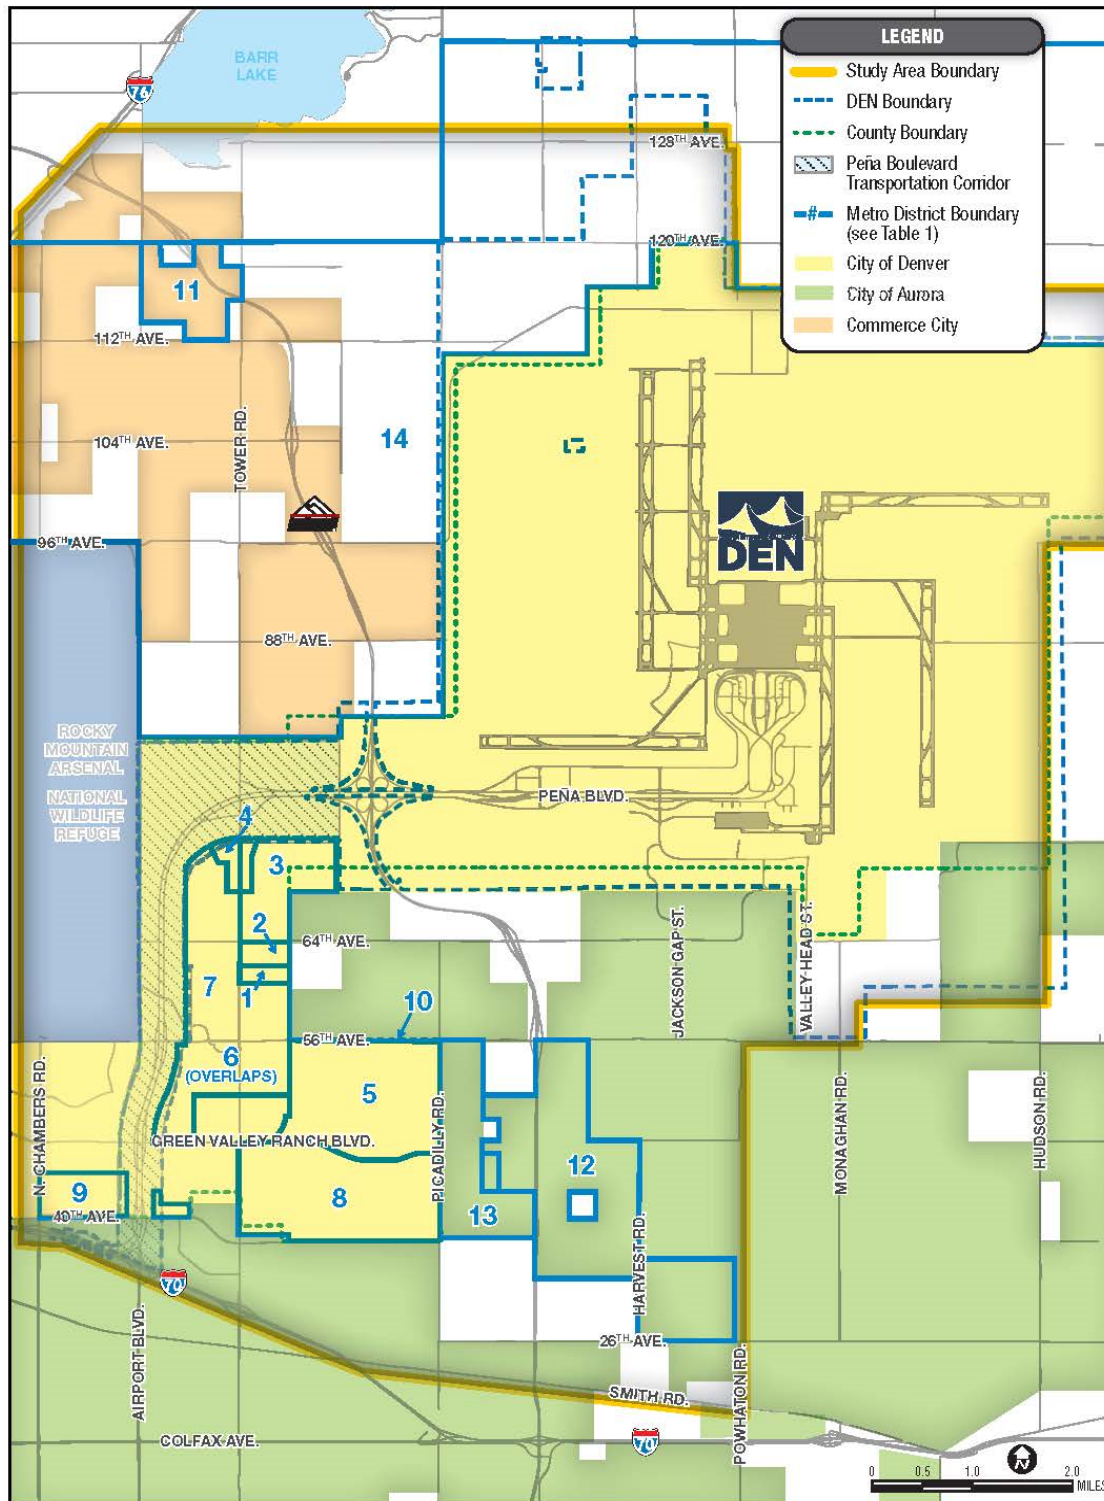 BARR
LAKE
76
LEGEND
Study Area Boundary
DEN Boundary
County Boundary
Peña Boulevard
Transportation Corridor
# Metro District Boundary
(see Table 1)
City of Denver
City of Aurora
Commerce City
128TH AVE.
120TH AVE.
11
112TH AVE.
14
104TH AVE.
TOWER RD.
96TH AVE.
DEN
88TH AVE.
ROCKY
MOUNTAIN
ARSENAL
NATIONAL
WILDLIFE
REFUGE
PEÑA BLVD.
4
3
2
64TH AVE.
7
1
JACKSON GAP ST.
VALLEY HEAD ST.
10
56TH AVE.
6
(OVERLAPS)
5
N. CHAMBERS RD.
PICADILLY RD.
MONAGHAN RD.
HUDSON RD.
GREEN VALLEY RANCH BLVD.
12
9
8
13
40TH AVE.
HARVEST RD.
70
26TH AVE.
AIRPORT BLVD.
SMITH RD.
POWHATON RD.
COLFAX AVE.
70
N
0 0.5 1.0 2.0
MILES